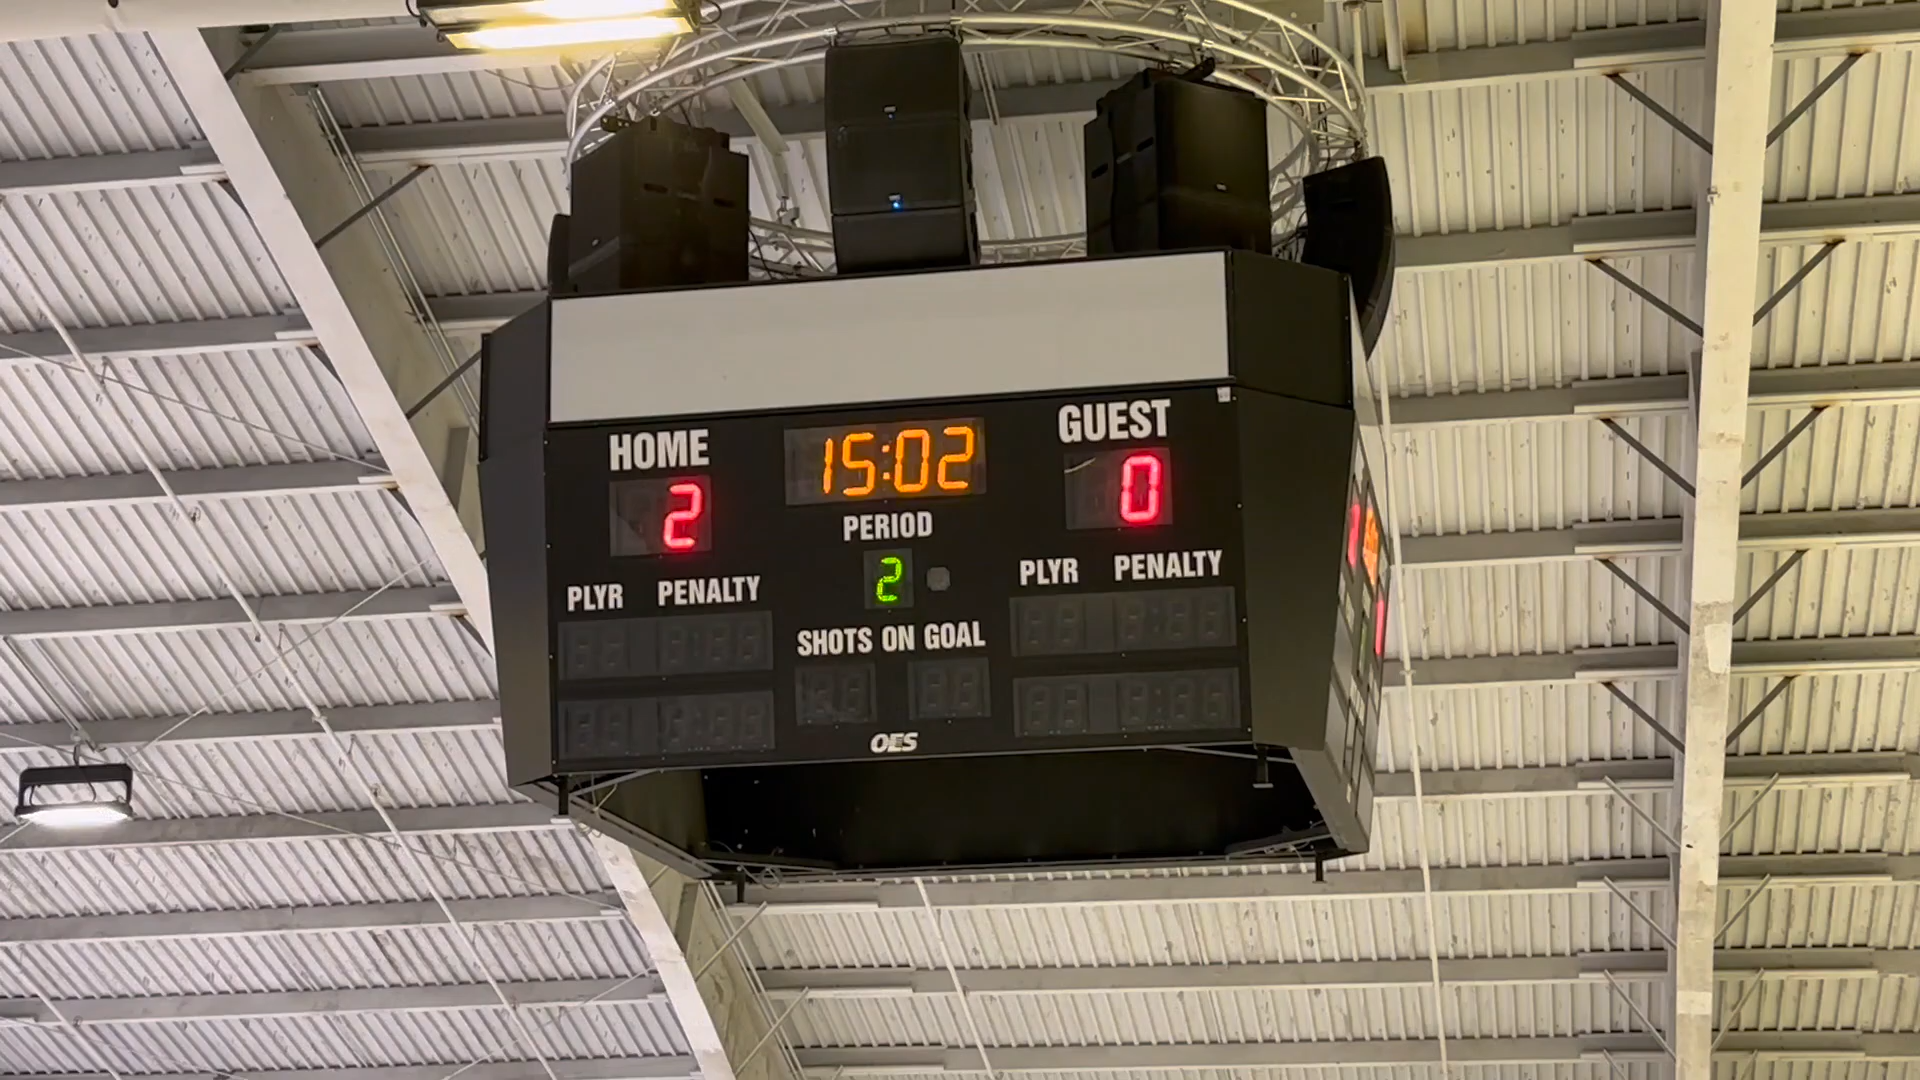 HOME 15:02 GUEST
2 0
PERIOD
2
PLYR PENALTY PLYR PENALTY
SHOTS ON GOAL
OES